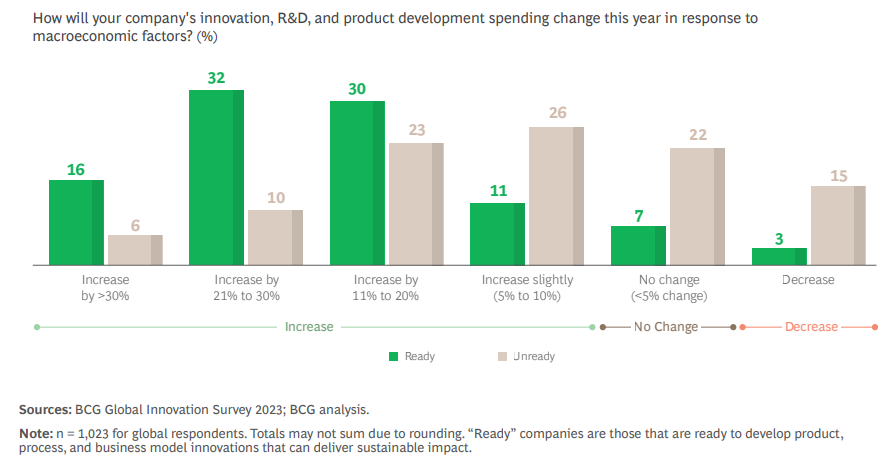 How will your company's innovation, R&D, and product development spending change this year in response to
macroeconomic factors? (%)
16
6
32
10
30
23
11
26
7
22
3
15
Increase
by >30%
Increase by
21% to 30%
Increase by
11% to 20%
Increase slightly
(5% to 10%)
No change
(<5% change)
Decrease
Increase
No Change
Decrease
Ready
Unready
Sources: BCG Global Innovation Survey 2023; BCG analysis.
Note: n = 1,023 for global respondents. Totals may not sum due to rounding. “Ready” companies are those that are ready to develop product,
process, and business model innovations that can deliver sustainable impact.